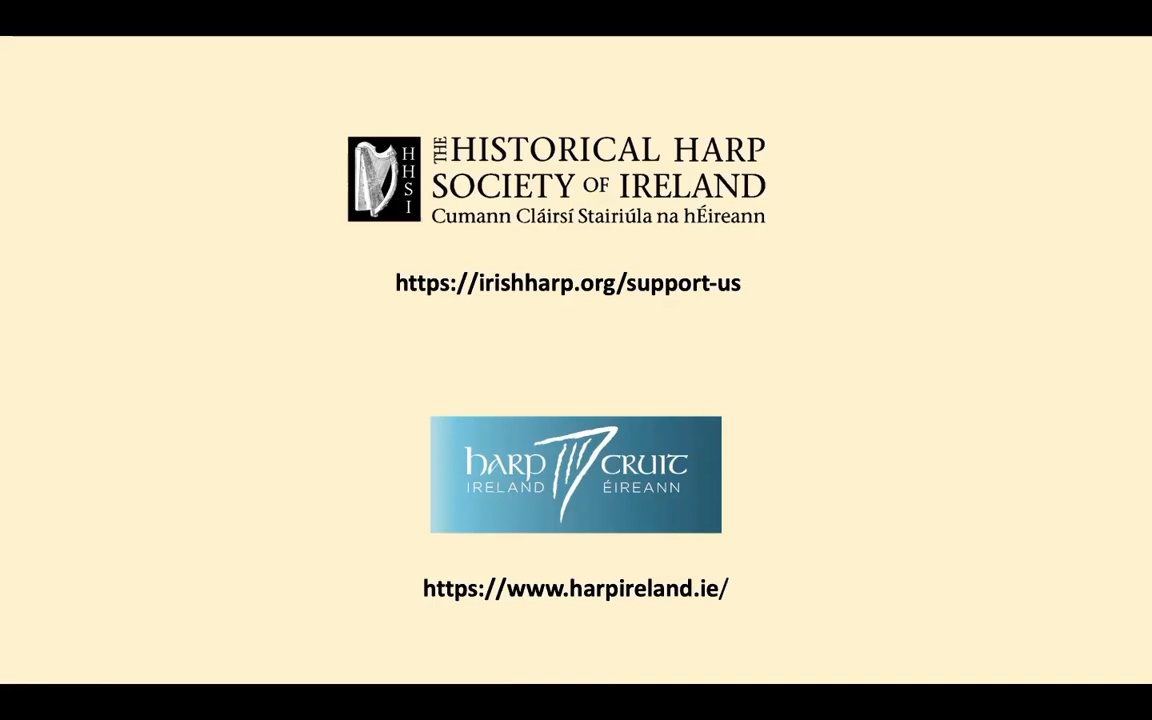 H
H
S
I
THE HISTORICAL HARP
SOCIETY OF IRELAND
Cumann Cláirsí Stairiúla na hÉireann
https://irishharp.org/support-us
harp cruit
IRELAND ÉIREANN
https://www.harpireland.ie/